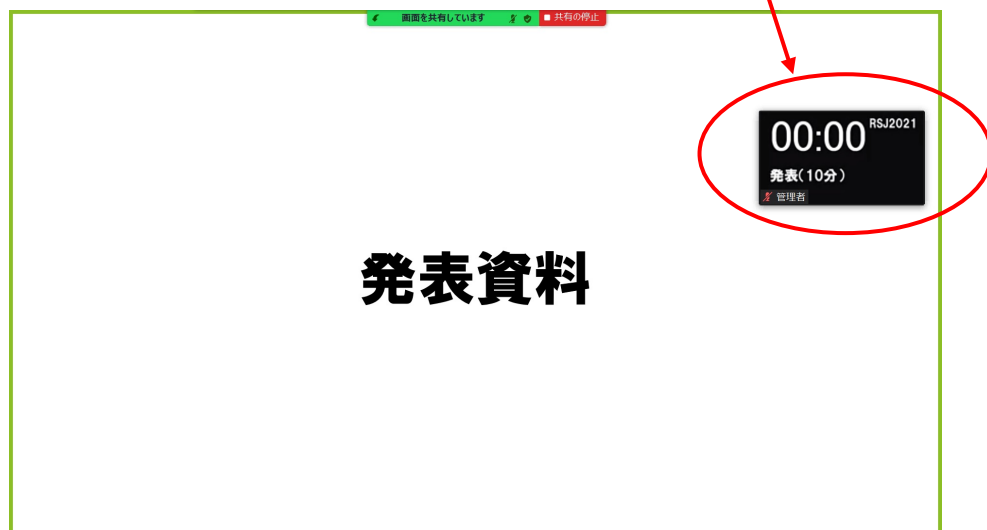 画面を共有しています 共有の停止
00:00 RSJ2021
発表(10分)
管理者
発表資料